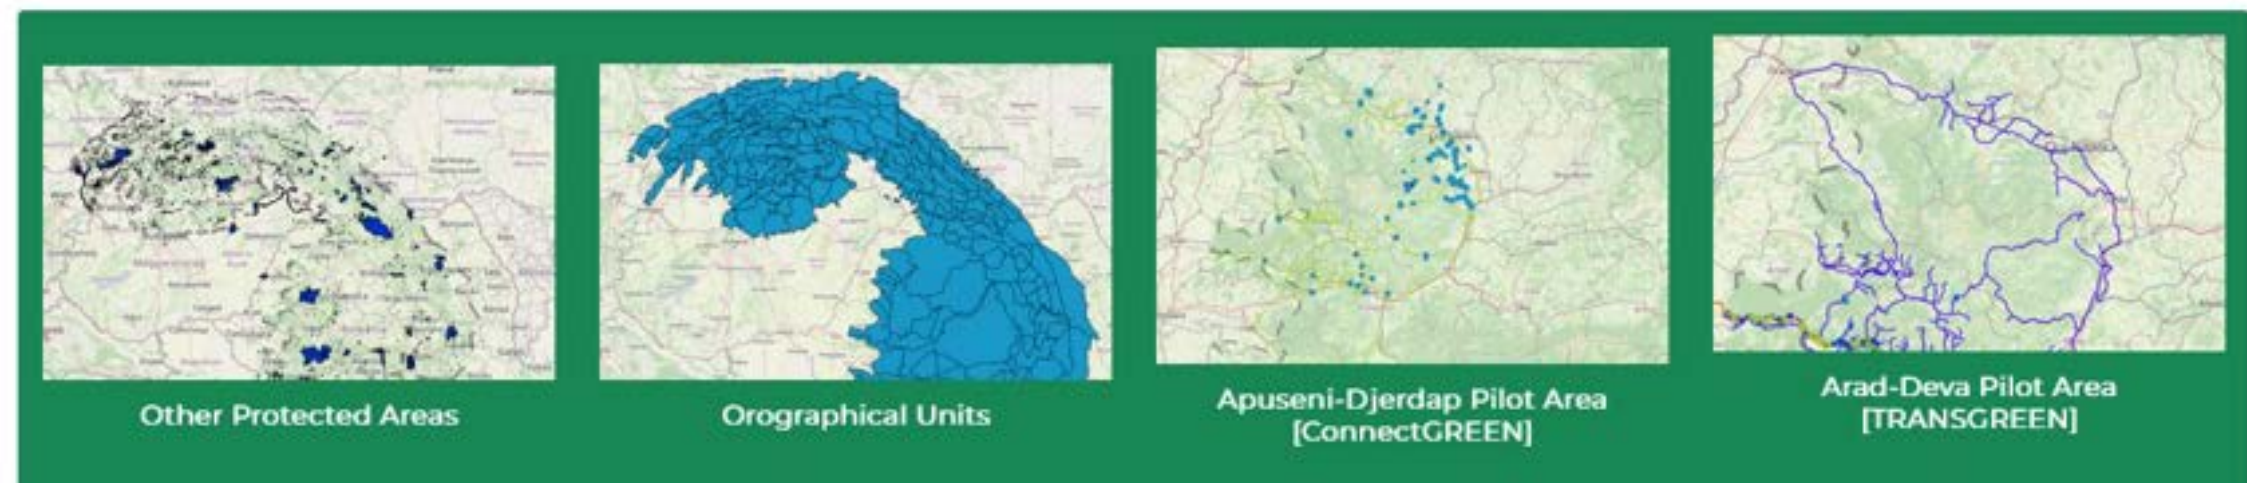 Other Protected Areas
Orographical Units
Apuseni-Djerdap Pilot Area
[ConnectGREEN]
Arad-Deva Pilot Area
[TRANSGREEN]